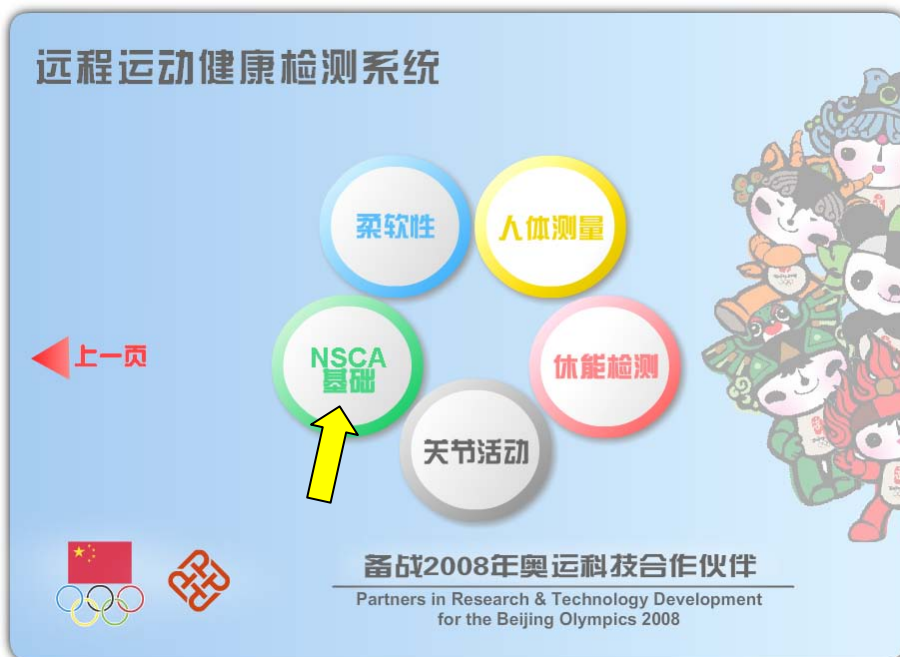 远程运动健康检测系统
柔软性
人体测量
上一页
NSCA
基础
休能检测
关节活动
备战2008年奥运科技合作伙伴
Partners in Research & Technology Development
for the Beijing Olympics 2008